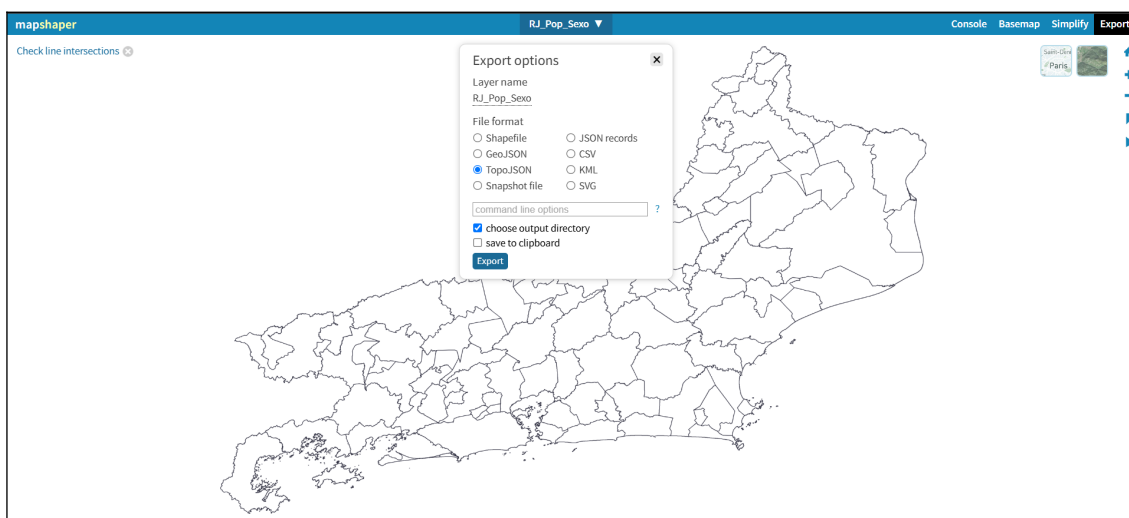 mapshaper
RJ_Pop_Sexo ▼
Console Basemap Simplify Export
Check line intersections
Export options
Layer name
RJ_Pop_Sexo
File format
Shapefile
JSON records
GeoJSON
CSV
TopoJSON
KML
Snapshot file
SVG
command line options
?
choose output directory
save to clipboard
Export
Paris